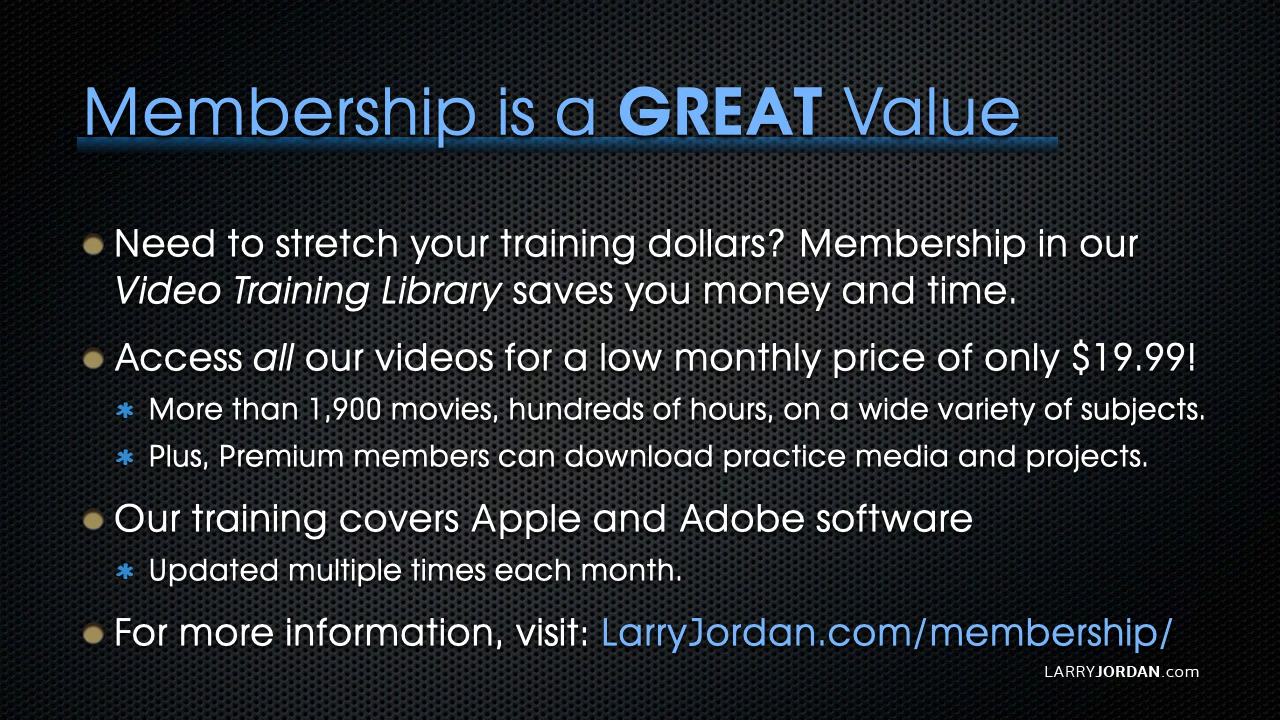 Membership is a GREAT Value
Need to stretch your training dollars? Membership in our
Video Training Library saves you money and time.
Access all our videos for a low monthly price of only $19.99!
More than 1,900 movies, hundreds of hours, on a wide variety of subjects.
Plus, Premium members can download practice media and projects.
Our training covers Apple and Adobe software
Updated multiple times each month.
For more information, visit: LarryJordan.com/membership/
LARRYJORDAN.com